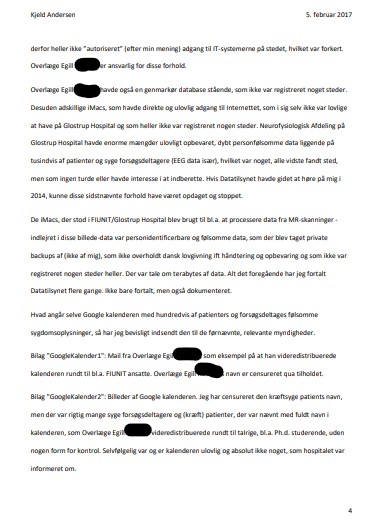 Kjeld Andersen 5. februar 2017
derfor heller ikke "autoriseret" (efter min mening) adgang til IT-systemerne på stedet, hvilket var forkert.
Overlæge Egill er ansvarlig for disse forhold.
Overlæge Egill havde også en genmarkør database stående, som ikke var registreret noget steder.
Desuden adskillige iMacs, som havde direkte og ulovlig adgang til Internettet, som i sig selv ikke var lovlige
at have på Glostrup Hospital og som heller ikke var registreret nogen steder. Neurofysiologisk Afdeling på
Glostrup Hospital havde enorme mængder ulovligt opbevaret, dybt personfølsomme data liggende på
tusindvis af patienter og syge forsøgsdeltagere (EEG data især), hvilket var noget, alle vidste fandt sted,
men som ingen turde eller havde interesse i at indberette. Hvis Datatilsynet havde gidet at høre på mig i
2014, kunne disse sidstnævnte forhold have været opdaget og stoppet.
De iMacs, der stod i FIUNIT/Glostrup Hospital blev brugt til bl.a. at processere data fra MR-skanninger -
indlejret i disse billede-data var personidentificerbare og følsomme data, som der blev taget private
backups af (ikke af mig), som ikke overholdt dansk lovgivning ift håndtering og opbevaring og som ikke var
registreret nogen steder heller. Der var tale om terabytes af data. Alt det foregående har jeg fortalt
Datatilsynet flere gange. Ikke bare fortalt, men også dokumenteret.
Hvad angår selve Google kalenderen med hundredvis af patienters og forsøgsdeltages følsomme
sygdomsoplysninger, så har jeg bevisligt indsendt den til de førnævnte, relevante myndigheder.
Bilag "GoogleKalender1": Mail fra Overlæge Egill som eksempel på at han videredistribuerede
kalenderen rundt til bl.a. FIUNIT ansatte. Overlæge Egill navn er censureret qua tilholdet.
Bilag "GoogleKalender2": Billeder af Google kalenderen. Jeg har censureret den kræftsyge patients navn,
men der var rigtig mange syge forsøgsdeltagere og (kræft) patienter, der var nævnt med fuldt navn i
kalenderen, som Overlæge Egill videredistribuerede rundt til talrige, bl.a. Ph.d. studerende, uden
nogen form for kontrol. Selvfølgelig var og er kalenderen ulovlig og absolut ikke noget, som hospitalet var
informeret om.
4